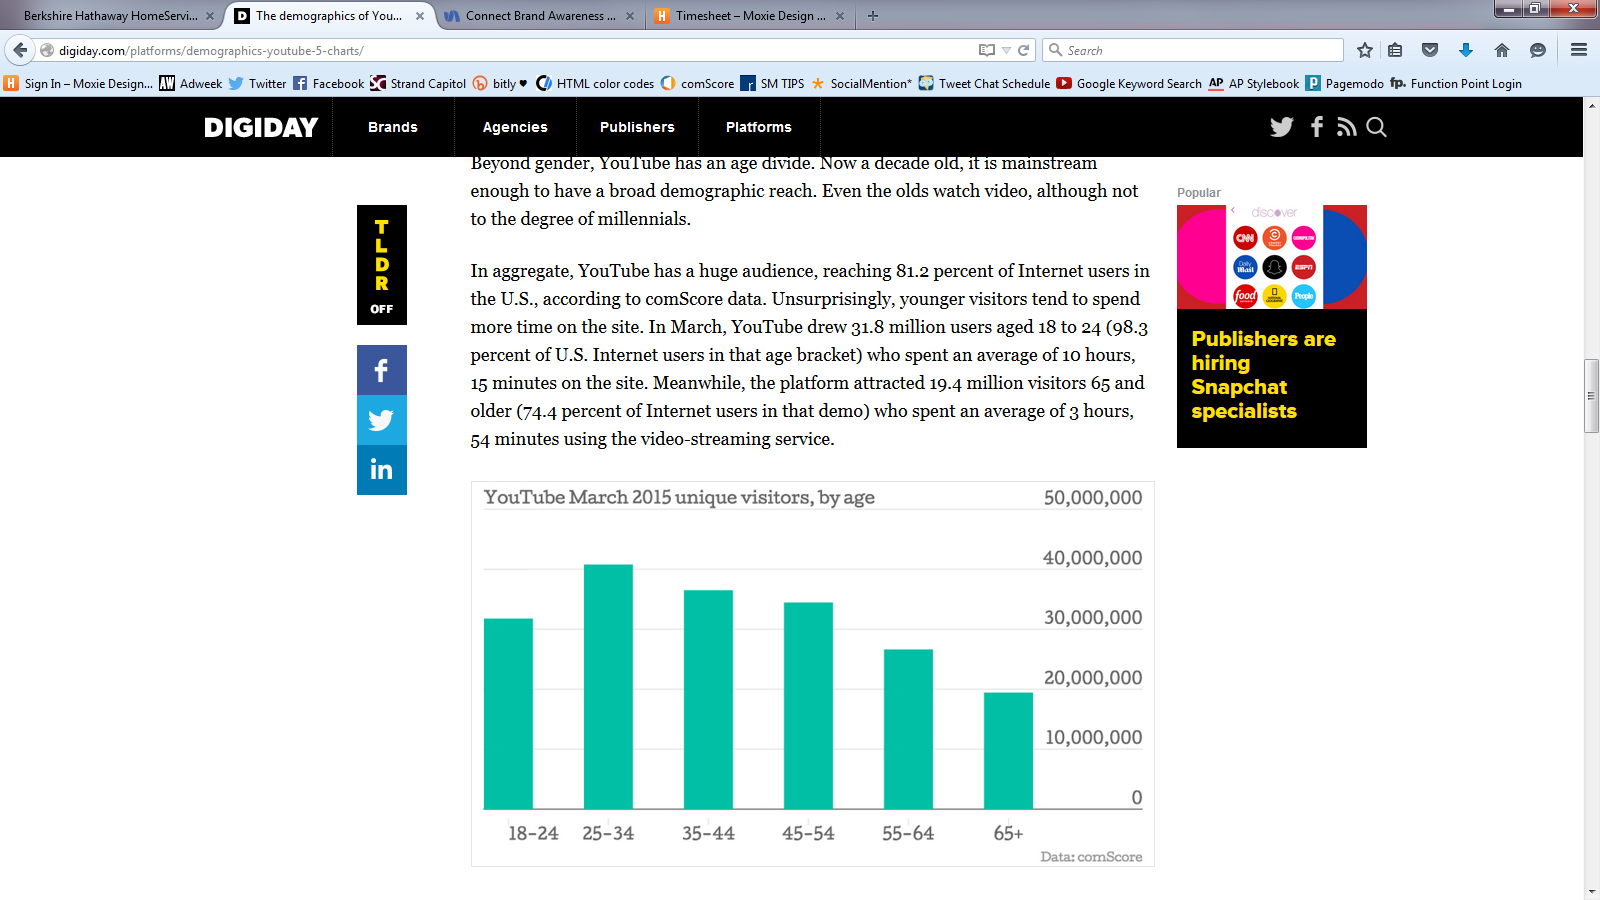 Berkshire Hathaway HomeServi...
The demographics of You...
Connect Brand Awareness ...
Timesheet – Moxie Design ...
digiday.com/platforms/demographics-youtube-5-charts/
Search
Sign In – Moxie Design...
Adweek
Twitter
Facebook
Strand Capitol
bitly ♥
HTML color codes
comScore
SM TIPS
SocialMention*
Tweet Chat Schedule
Google Keyword Search
AP Stylebook
Pagemodo
Function Point Login
DIGIDAY
Brands
Agencies
Publishers
Platforms
Beyond gender, YouTube has an age divide. Now a decade old, it is mainstream
enough to have a broad demographic reach. Even the olds watch video, although not
to the degree of millennials.
In aggregate, YouTube has a huge audience, reaching 81.2 percent of Internet users in
the U.S., according to comScore data. Unsurprisingly, younger visitors tend to spend
more time on the site. In March, YouTube drew 31.8 million users aged 18 to 24 (98.3
percent of U.S. Internet users in that age bracket) who spent an average of 10 hours,
15 minutes on the site. Meanwhile, the platform attracted 19.4 million visitors 65 and
older (74.4 percent of Internet users in that demo) who spent an average of 3 hours,
54 minutes using the video-streaming service.
TLDR
OFF
Popular
discover
CNN
COSMOPOLITAN
Daily Mail
ESPN
food
People
Publishers are
hiring
Snapchat
specialists
YouTube March 2015 unique visitors, by age
50,000,000
40,000,000
30,000,000
20,000,000
10,000,000
0
18-24
25-34
35-44
45-54
55-64
65+
Data: comScore